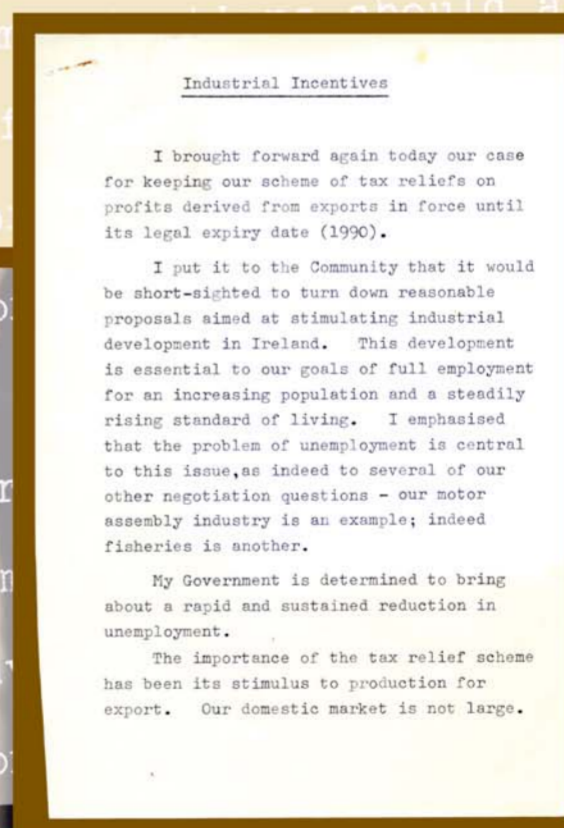 Industrial Incentives
I brought forward again today our case
for keeping our scheme of tax reliefs on
profits derived from exports in force until
its legal expiry date (1990).
I put it to the Community that it would
be short-sighted to turn down reasonable
proposals aimed at stimulating industrial
development in Ireland. This development
is essential to our goals of full employment
for an increasing population and a steadily
rising standard of living. I emphasised
that the problem of unemployment is central
to this issue,as indeed to several of our
other negotiation questions - our motor
assembly industry is an example; indeed
fisheries is another.
My Government is determined to bring
about a rapid and sustained reduction in
unemployment.
The importance of the tax relief scheme
has been its stimulus to production for
export. Our domestic market is not large.